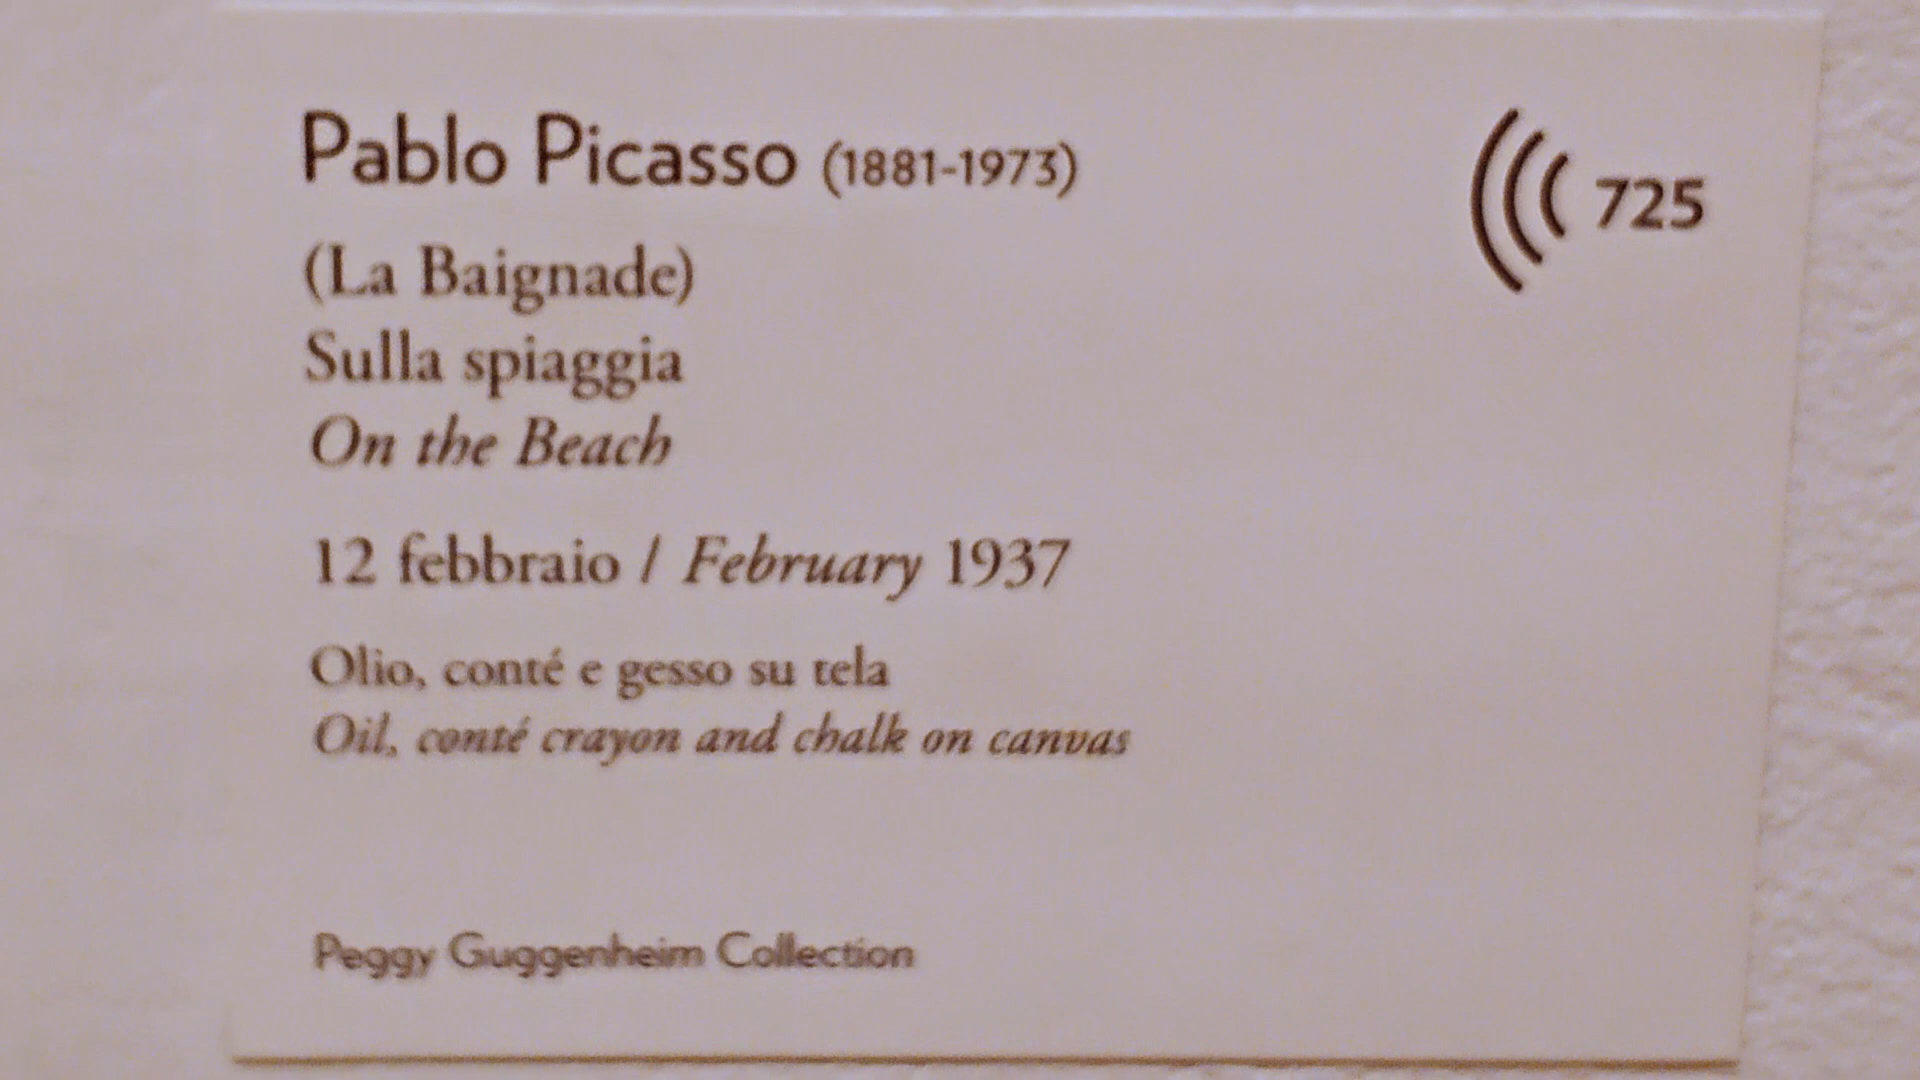 Pablo Picasso (1881-1973)
725
(La Baignade)
Sulla spiaggia
On the Beach
12 febbraio / February 1937
Olio, conté e gesso su tela
Oil, conté crayon and chalk on canvas
Peggy Guggenheim Collection